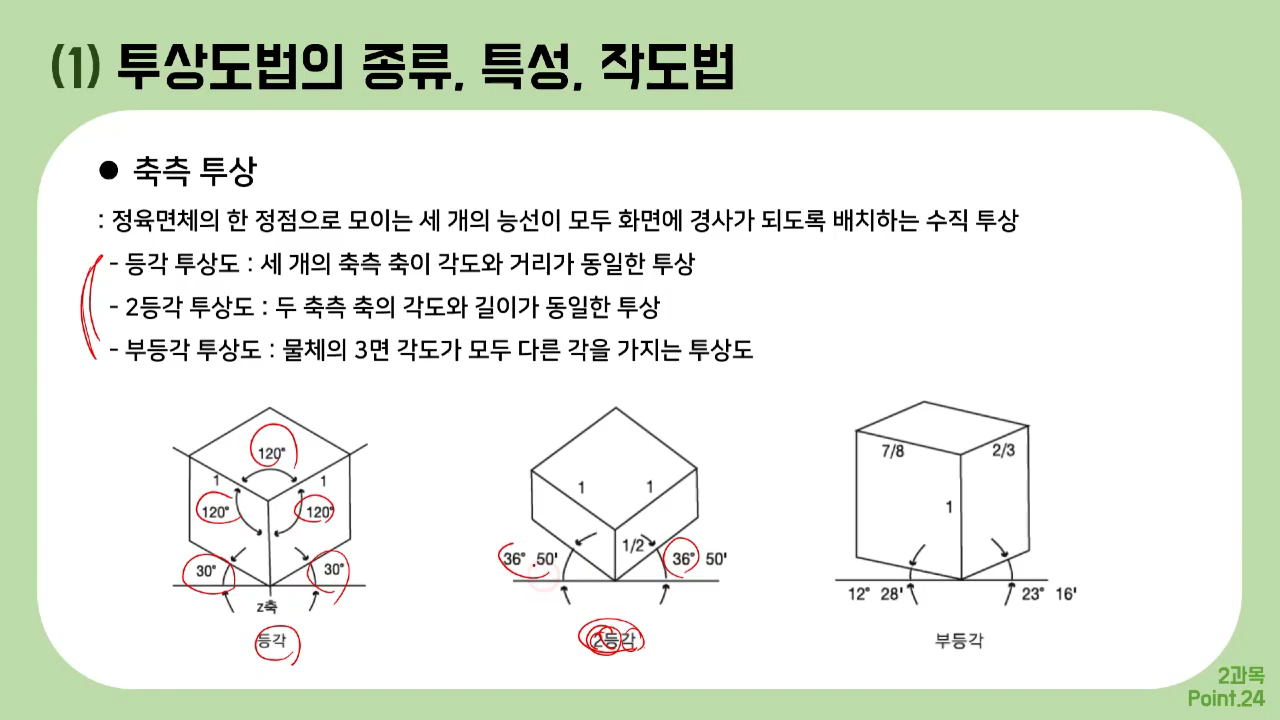 (1) 투상도법의 종류, 특성, 작도법
● 축측 투상
: 정육면체의 한 정점으로 모이는 세 개의 능선이 모두 화면에 경사가 되도록 배치하는 수직 투상
- 등각 투상도 : 세 개의 축측 축이 각도와 거리가 동일한 투상
- 2등각 투상도 : 두 축측 축의 각도와 길이가 동일한 투상
- 부등각 투상도 : 물체의 3면 각도가 모두 다른 각을 가지는 투상도
120°
1 1
120° 120°
30° 30°
z축
등각
1 1
1/2
36° 50' 36° 50'
2등각
7/8 2/3
1
12° 28' 23° 16'
부등각
2과목
Point.24